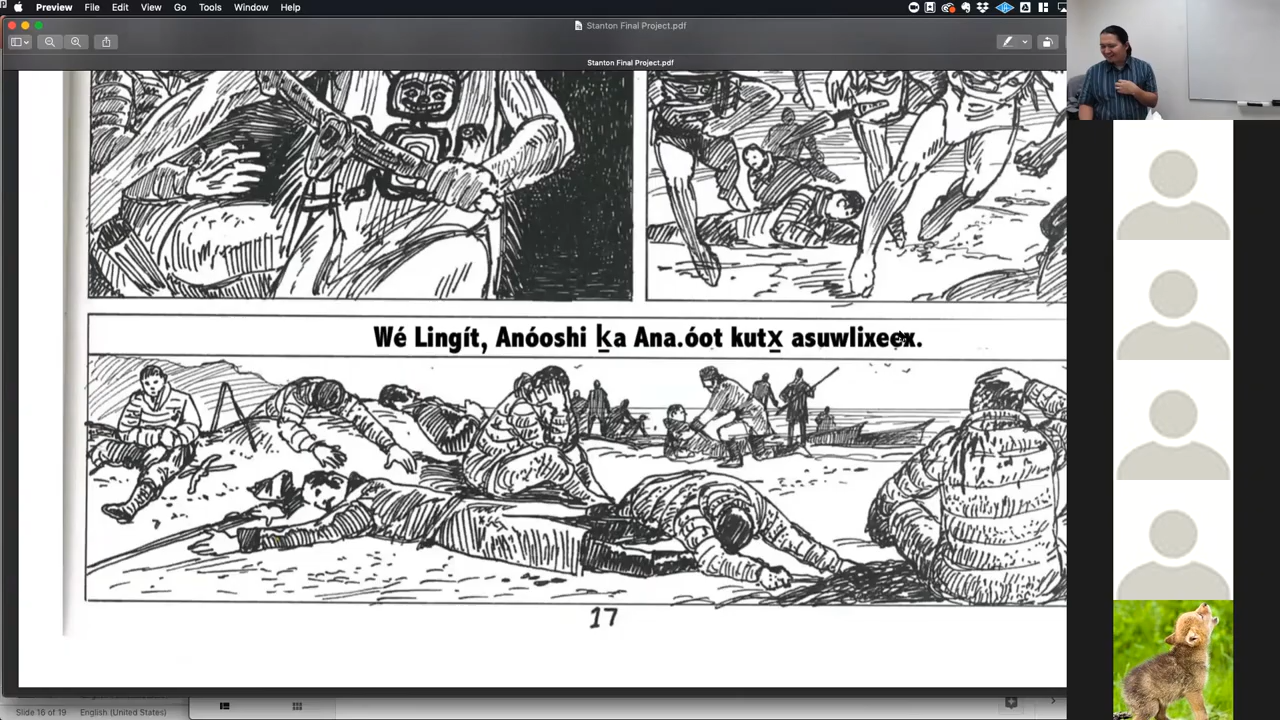 Preview File Edit View Go Tools Window Help
Stanton Final Project.pdf
Stanton Final Project.pdf
Wé Lingít, Anóoshi ḵa Ana.óot kutx̱ asuwlixeex.
17
Slide 16 of 19 English (United States)